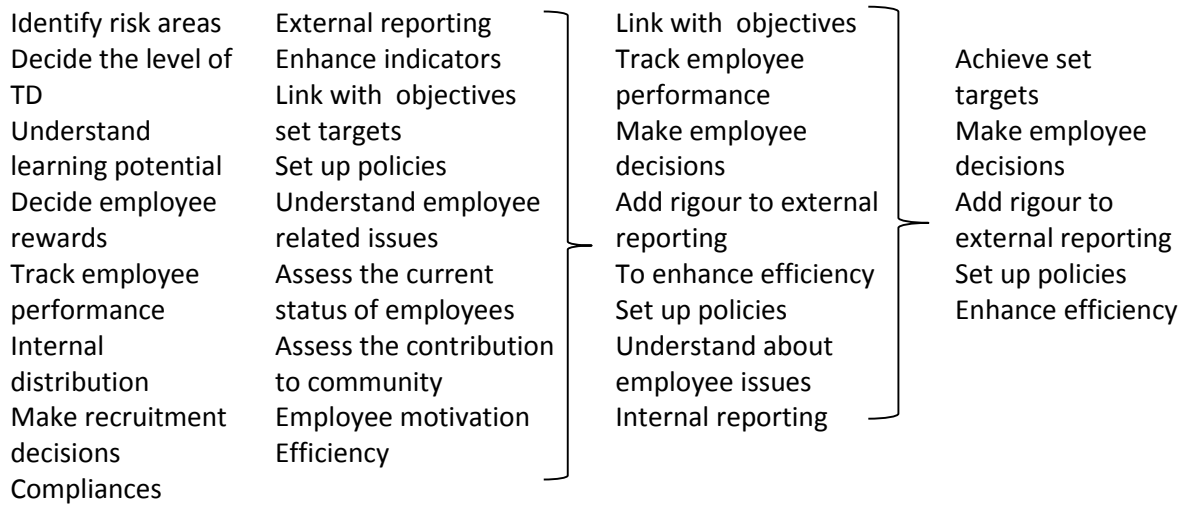 Identify risk areas
Decide the level of
TD
Understand
learning potential
Decide employee
rewards
Track employee
performance
Internal
distribution
Make recruitment
decisions
Compliances
External reporting
Enhance indicators
Link with  objectives
set targets
Set up policies
Understand employee
related issues
Assess the current
status of employees
Assess the contribution
to community
Employee motivation
Efficiency
Link with  objectives
Track employee
performance
Make employee
decisions
Add rigour to external
reporting
To enhance efficiency
Set up policies
Understand about
employee issues
Internal reporting
Achieve set
targets
Make employee
decisions
Add rigour to
external reporting
Set up policies
Enhance efficiency